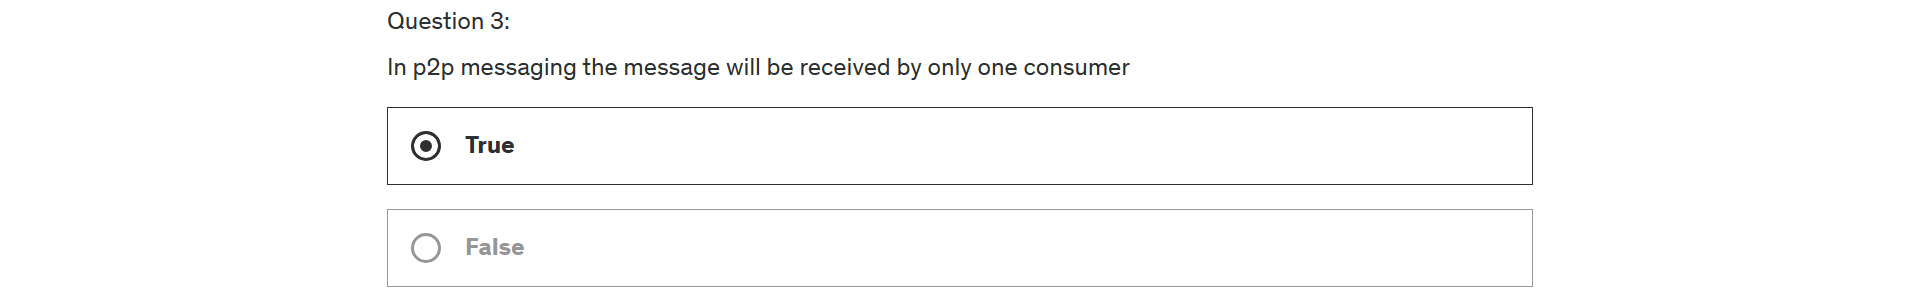 Question 3:
In p2p messaging the message will be received by only one consumer
True
False